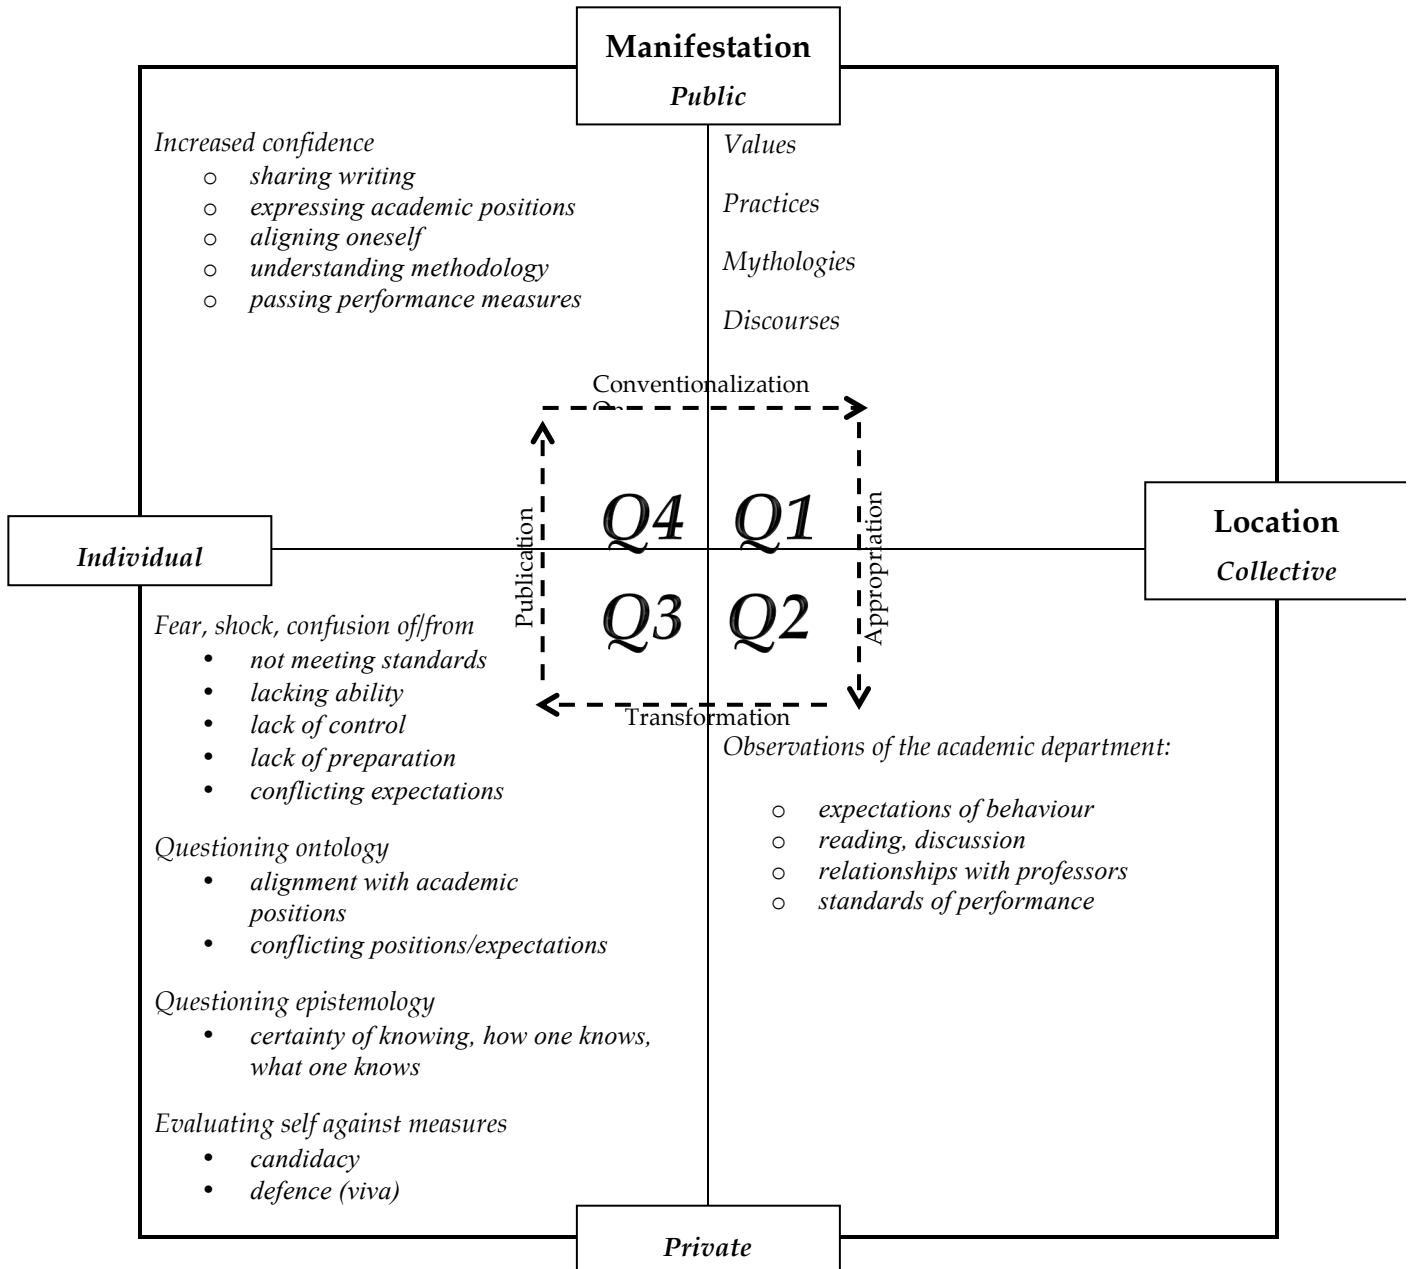 Manifestation
Public
Increased confidence
o sharing writing
o expressing academic positions
o aligning oneself
o understanding methodology
o passing performance measures
Values
Practices
Mythologies
Discourses
Conventionalization
Publication
Q4
Q1
Q3
Q2
Appropriation
Transformation
Individual
Location
Collective
Fear, shock, confusion of/from
• not meeting standards
• lacking ability
• lack of control
• lack of preparation
• conflicting expectations
Questioning ontology
• alignment with academic
positions
• conflicting positions/expectations
Questioning epistemology
• certainty of knowing, how one knows,
what one knows
Evaluating self against measures
• candidacy
• defence (viva)
Observations of the academic department:
o expectations of behaviour
o reading, discussion
o relationships with professors
o standards of performance
Private